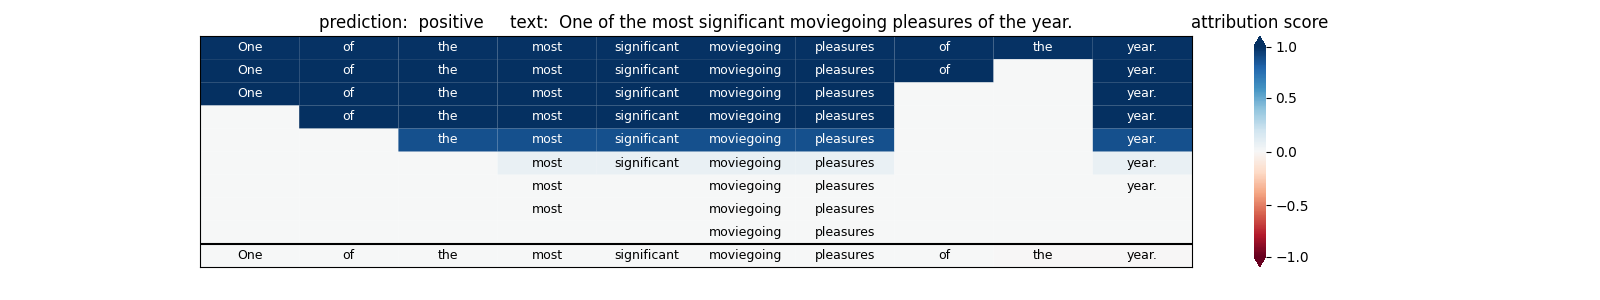 prediction:  positive     text:  One of the most significant moviegoing pleasures of the year.     attribution score
One of the most significant moviegoing pleasures of the year. 1.0
One of the most significant moviegoing pleasures of year.
One of the most significant moviegoing pleasures year. 0.5
of the most significant moviegoing pleasures year.
the most significant moviegoing pleasures year.
most significant moviegoing pleasures year. 0.0
most moviegoing pleasures year.
most moviegoing pleasures −0.5
moviegoing pleasures
One of the most significant moviegoing pleasures of the year. −1.0